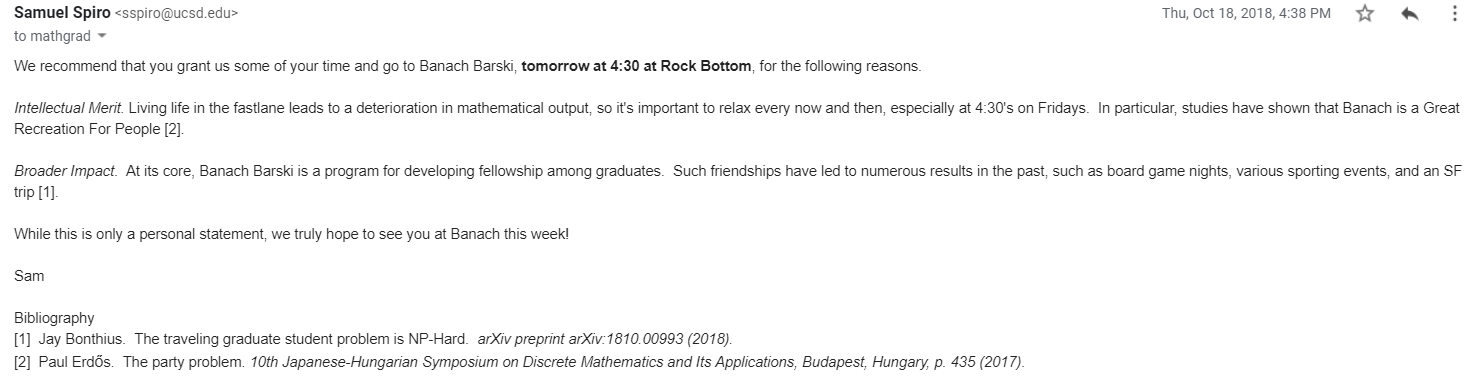 Samuel Spiro <sspiro@ucsd.edu> Thu, Oct 18, 2018, 4:38 PM
to mathgrad
We recommend that you grant us some of your time and go to Banach Barski, tomorrow at 4:30 at Rock Bottom, for the following reasons.
Intellectual Merit. Living life in the fastlane leads to a deterioration in mathematical output, so it's important to relax every now and then, especially at 4:30's on Fridays. In particular, studies have shown that Banach is a Great
Recreation For People [2].
Broader Impact. At its core, Banach Barski is a program for developing fellowship among graduates. Such friendships have led to numerous results in the past, such as board game nights, various sporting events, and an SF
trip [1].
While this is only a personal statement, we truly hope to see you at Banach this week!
Sam
Bibliography
[1] Jay Bonthius. The traveling graduate student problem is NP-Hard. arXiv preprint arXiv:1810.00993 (2018).
[2] Paul Erdős. The party problem. 10th Japanese-Hungarian Symposium on Discrete Mathematics and Its Applications, Budapest, Hungary, p. 435 (2017).